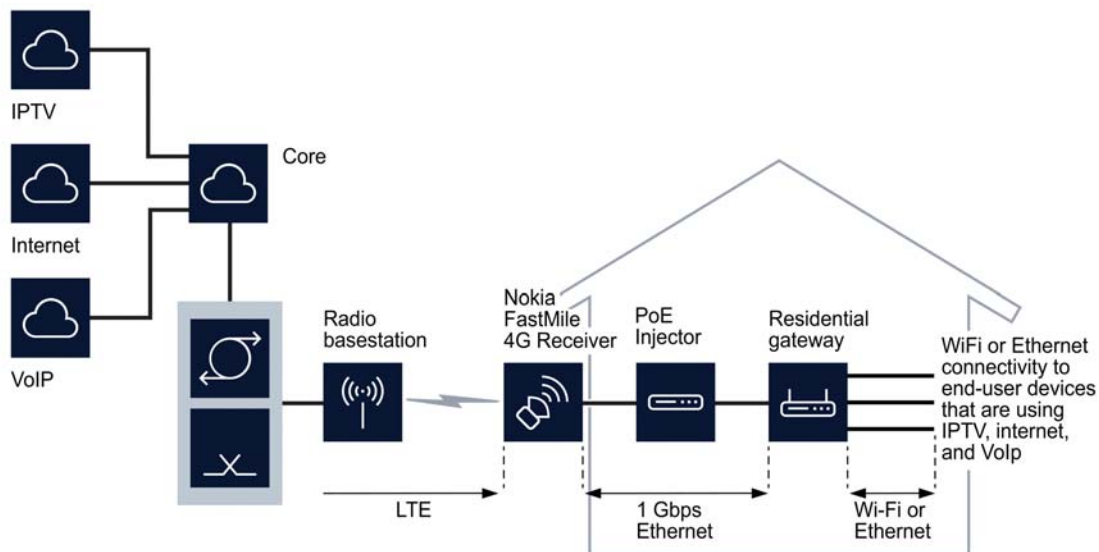 IPTV
Core
Internet
VoIP
Radio
basestation
Nokia
FastMile
4G Receiver
PoE
Injector
Residential
gateway
WiFi or Ethernet
connectivity to
end-user devices
that are using
IPTV, internet,
and VoIp
LTE
1 Gbps
Ethernet
Wi-Fi or
Ethernet